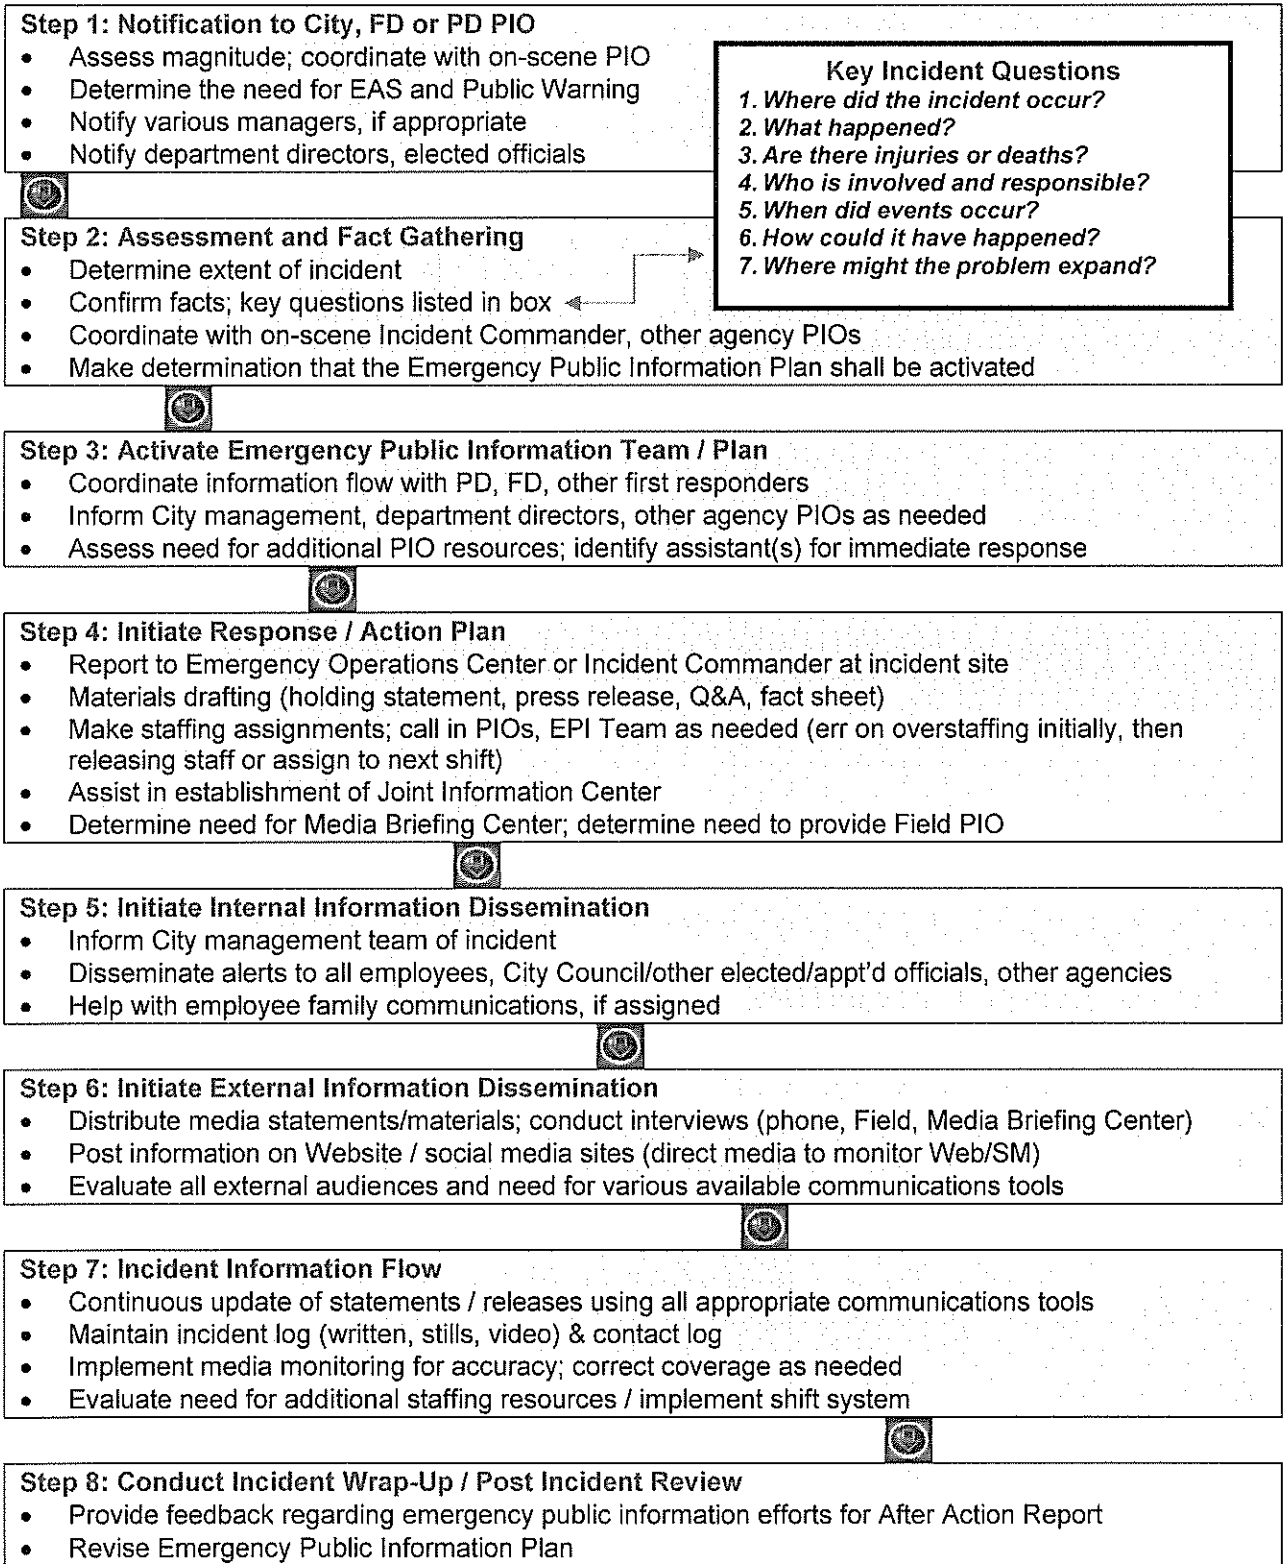 Step 1: Notification to City, FD or PD PIO
• Assess magnitude; coordinate with on-scene PIO
• Determine the need for EAS and Public Warning
• Notify various managers, if appropriate
• Notify department directors, elected officials
Key Incident Questions
1. Where did the incident occur?
2. What happened?
3. Are there injuries or deaths?
4. Who is involved and responsible?
5. When did events occur?
6. How could it have happened?
7. Where might the problem expand?
Step 2: Assessment and Fact Gathering
• Determine extent of incident
• Confirm facts; key questions listed in box
• Coordinate with on-scene Incident Commander, other agency PIOs
• Make determination that the Emergency Public Information Plan shall be activated
Step 3: Activate Emergency Public Information Team / Plan
• Coordinate information flow with PD, FD, other first responders
• Inform City management, department directors, other agency PIOs as needed
• Assess need for additional PIO resources; identify assistant(s) for immediate response
Step 4: Initiate Response / Action Plan
• Report to Emergency Operations Center or Incident Commander at incident site
• Materials drafting (holding statement, press release, Q&A, fact sheet)
• Make staffing assignments; call in PIOs, EPI Team as needed (err on overstaffing initially, then
releasing staff or assign to next shift)
• Assist in establishment of Joint Information Center
• Determine need for Media Briefing Center; determine need to provide Field PIO
Step 5: Initiate Internal Information Dissemination
• Inform City management team of incident
• Disseminate alerts to all employees, City Council/other elected/appt'd officials, other agencies
• Help with employee family communications, if assigned
Step 6: Initiate External Information Dissemination
• Distribute media statements/materials; conduct interviews (phone, Field, Media Briefing Center)
• Post information on Website / social media sites (direct media to monitor Web/SM)
• Evaluate all external audiences and need for various available communications tools
Step 7: Incident Information Flow
• Continuous update of statements / releases using all appropriate communications tools
• Maintain incident log (written, stills, video) & contact log
• Implement media monitoring for accuracy; correct coverage as needed
• Evaluate need for additional staffing resources / implement shift system
Step 8: Conduct Incident Wrap-Up / Post Incident Review
• Provide feedback regarding emergency public information efforts for After Action Report
• Revise Emergency Public Information Plan